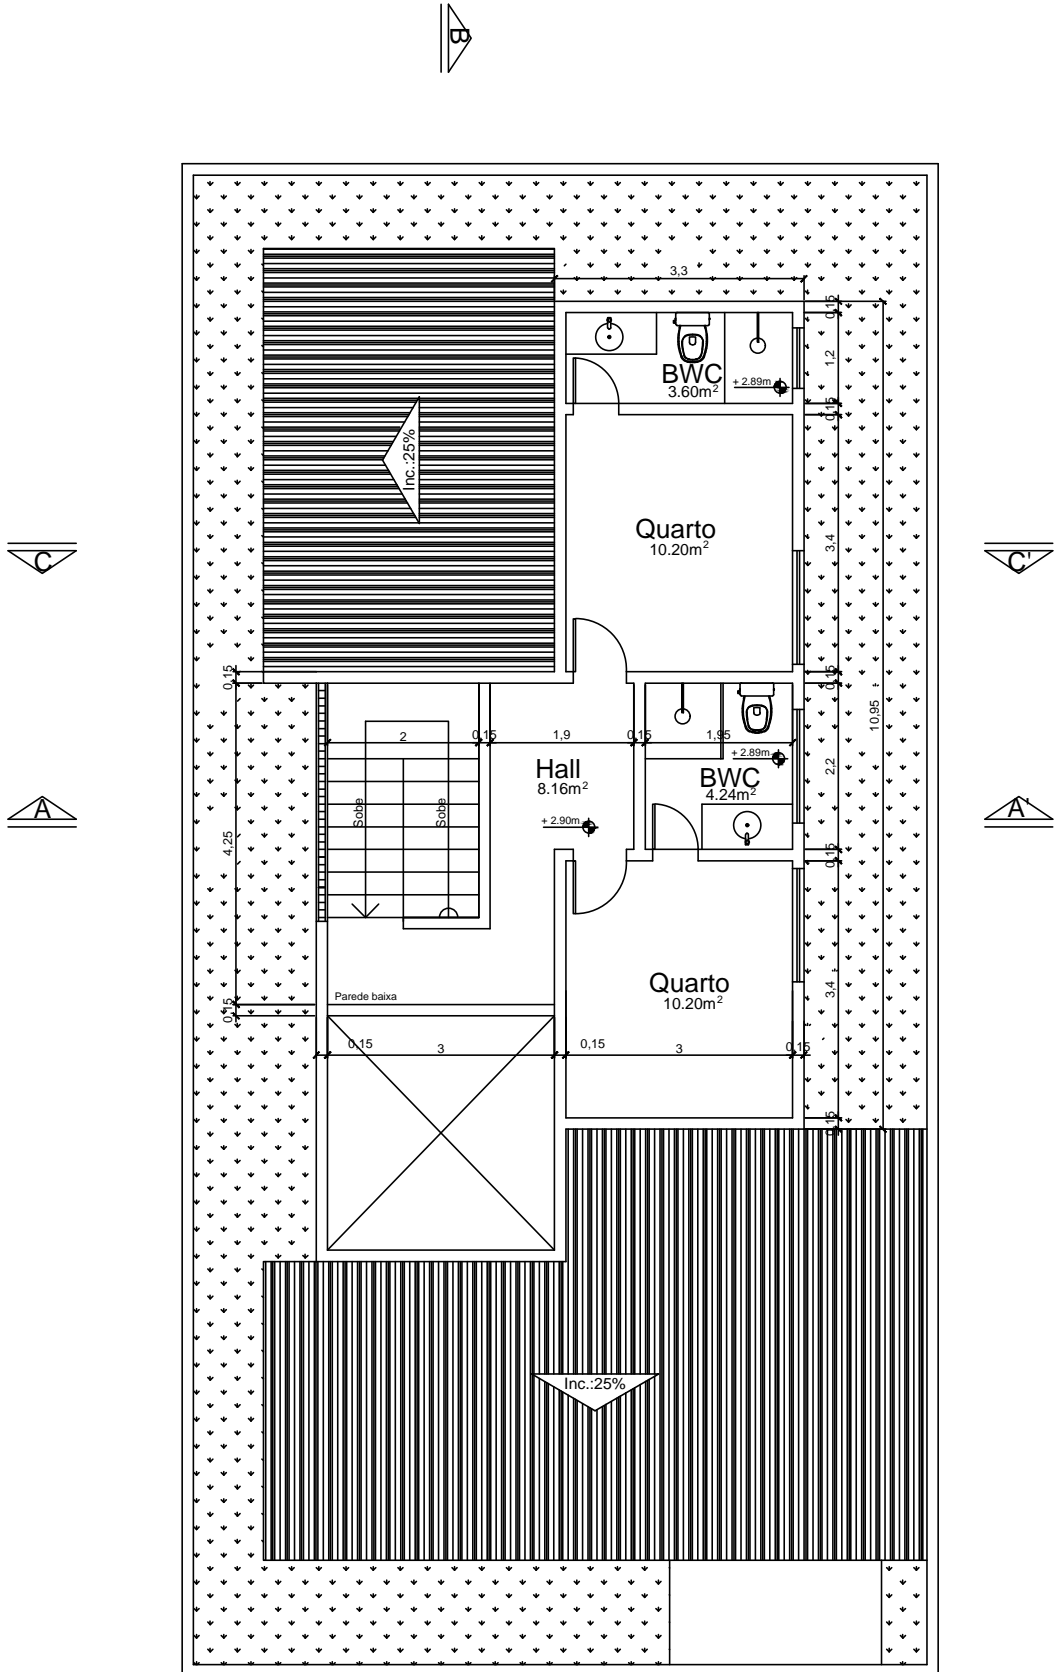 B
3,3
0,15
BWC
3.60m²
+ 2.89m
1,2
0,15
Inc.:25%
Quarto
10.20m²
3,4
C
C'
0,15
0,15
10,95
2
0,15
1,9
0,15
1,95
+ 2.89m
Hall
8.16m²
BWC
4.24m²
2,2
A
A'
Sobe
Sobe
+ 2.90m
4,25
0,15
Quarto
10.20m²
3,4
Parede baixa
0,15
0,15
3
0,15
3
0,15
0,15
Inc.:25%